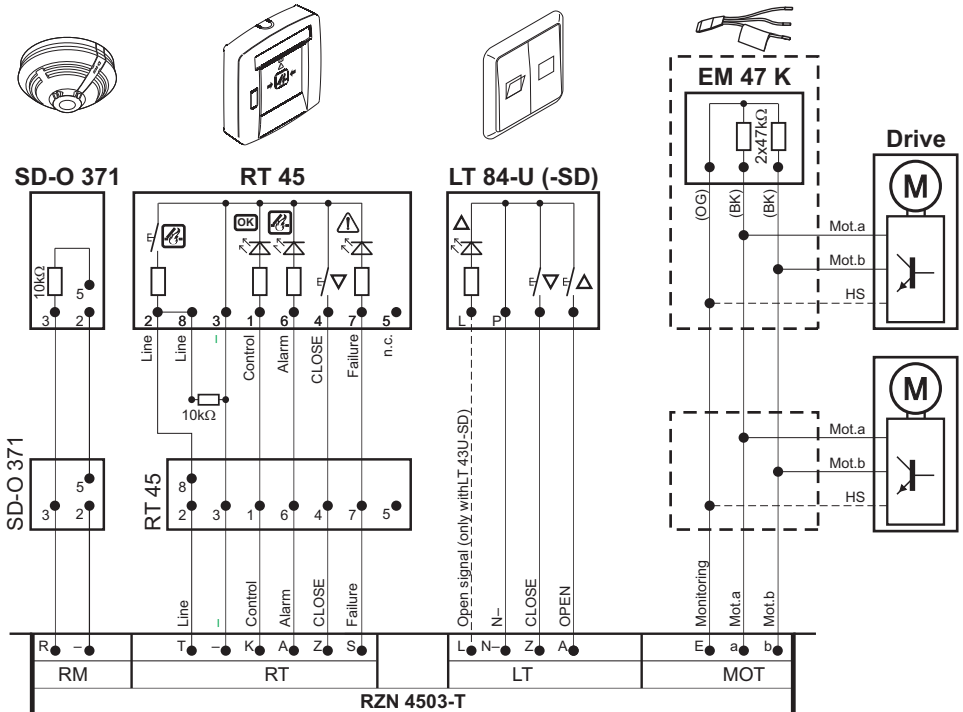 EM 47 K
2x47kΩ
(OG)
(BK)
(BK)
Drive
M
Mot.a
Mot.b
HS
SD-O 371
RT 45
LT 84-U (-SD)
OK
10kΩ
5
3 2
2 8 3 1 6 4 7 5
L P
Line
Line
–
Control
Alarm
CLOSE
Failure
n.c.
10kΩ
M
Mot.a
Mot.b
HS
SD-O 371
5
3 2
RT 45
8
2 3 1 6 4 7 5
Line
–
Control
Alarm
CLOSE
Failure
Open signal (only withLT 43U-SD)
N–
CLOSE
OPEN
Monitoring
Mot.a
Mot.b
R – T – K A Z S L N– Z A E a b
RM RT LT MOT
RZN 4503-T